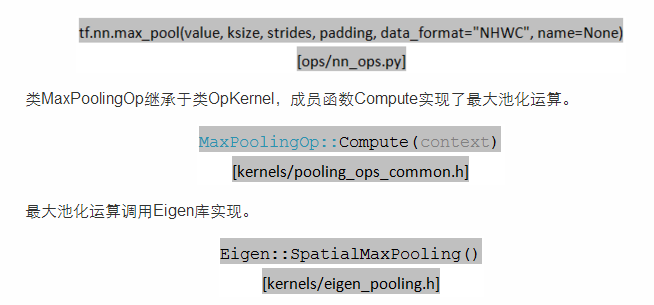 tf.nn.max_pool(value, ksize, strides, padding, data_format="NHWC", name=None)
[ops/nn_ops.py]
类MaxPoolingOp继承于类OpKernel，成员函数Compute实现了最大池化运算。
MaxPoolingOp::Compute(context)
[kernels/pooling_ops_common.h]
最大池化运算调用Eigen库实现。
Eigen::SpatialMaxPooling()
[kernels/eigen_pooling.h]